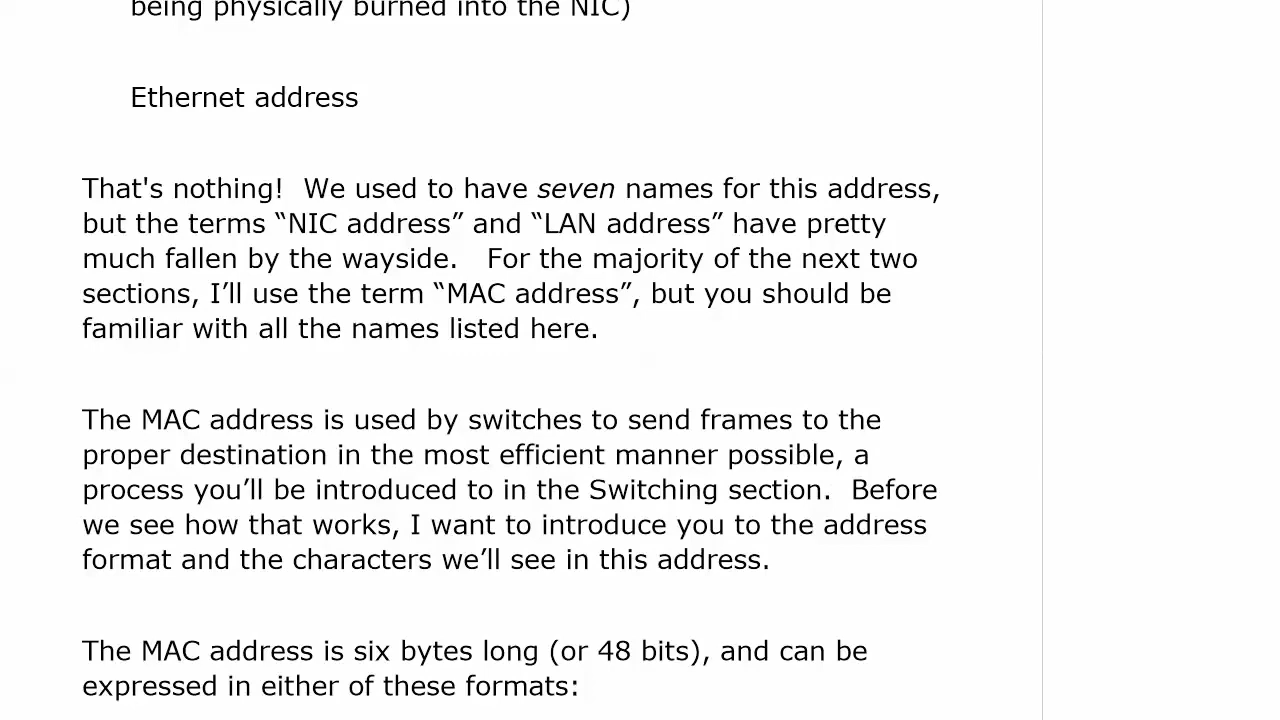 being physically burned into the NIC)
Ethernet address
That's nothing!  We used to have seven names for this address,
but the terms “NIC address” and “LAN address” have pretty
much fallen by the wayside.   For the majority of the next two
sections, I’ll use the term “MAC address”, but you should be
familiar with all the names listed here.
The MAC address is used by switches to send frames to the
proper destination in the most efficient manner possible, a
process you’ll be introduced to in the Switching section.  Before
we see how that works, I want to introduce you to the address
format and the characters we’ll see in this address.
The MAC address is six bytes long (or 48 bits), and can be
expressed in either of these formats: